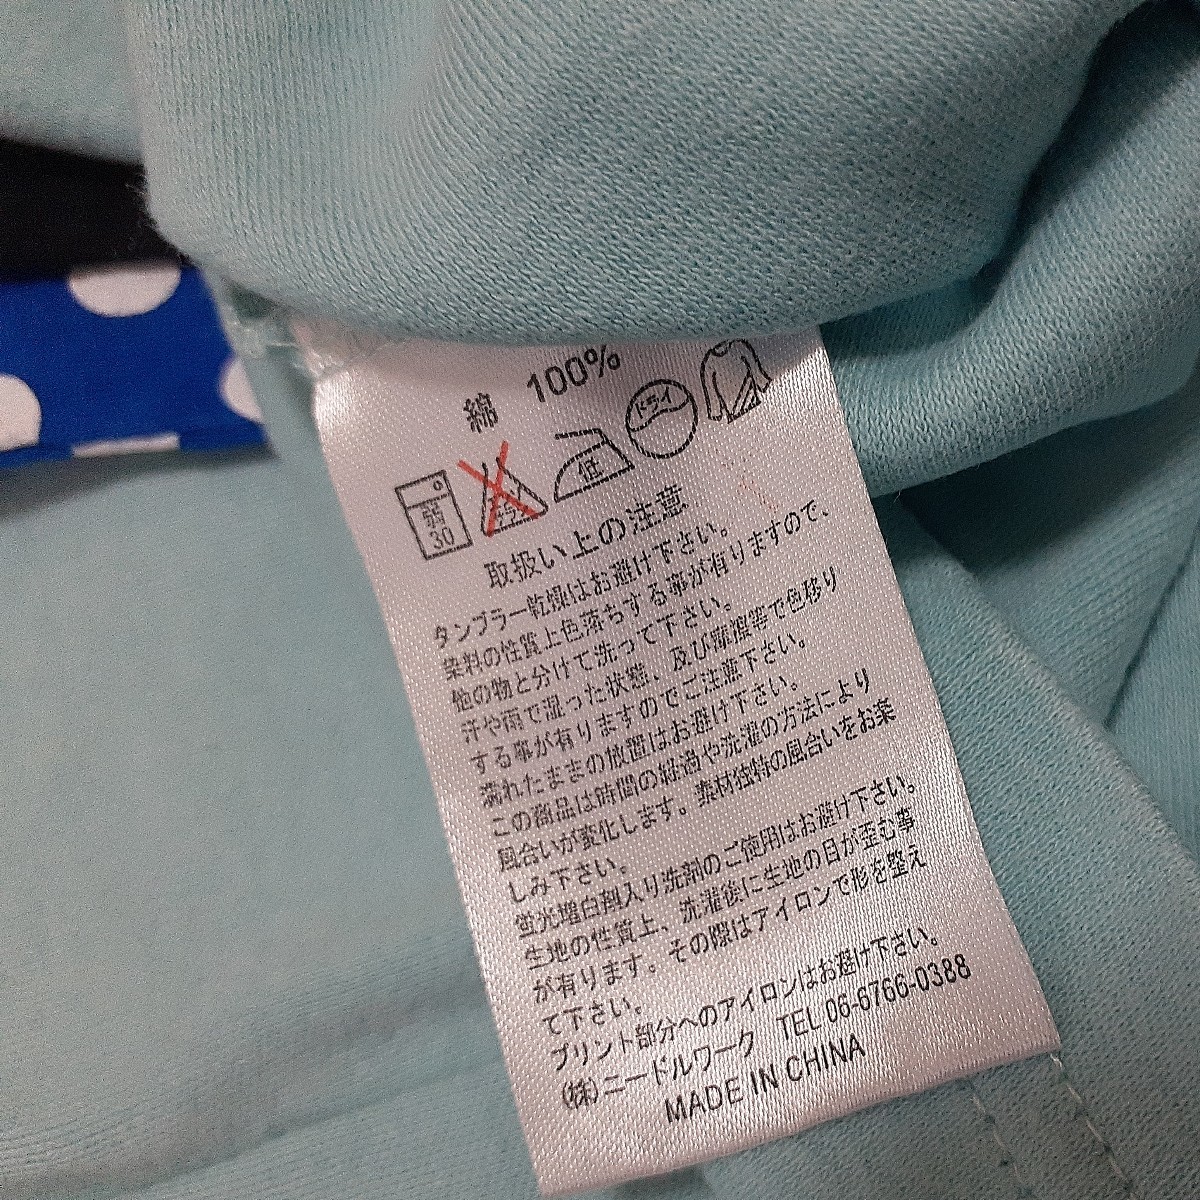 綿 100%
弱
30
エンソサラシ
低
ドライ
取扱い上の注意
タンブラー乾燥はお避け下さい。
染料の性質上色落ちする事が有りますので、
他の物と分けて洗って下さい。
汗や雨で湿った状態、及び摩擦等で色移り
する事が有りますのでご注意下さい。
濡れたままの放置はお避け下さい。
この商品は時間の経過や洗濯の方法により
風合いが変化します。素材独特の風合いをお楽
しみ下さい。
蛍光増白剤入り洗剤のご使用はお避け下さい。
生地の性質上、洗濯後に生地の目が歪む事
が有ります。その際はアイロンで形を整え
て下さい。
プリント部分へのアイロンはお避け下さい。
(株)ニードルワーク TEL 06-6766-0388
MADE IN CHINA